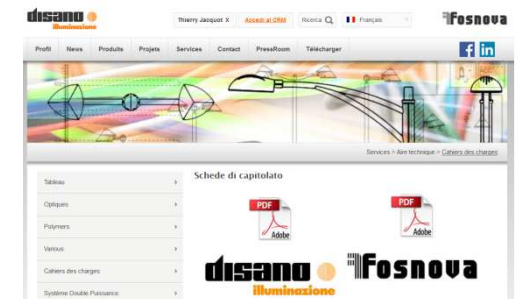 disano
illuminazione
Thierry Jacquot X
Accedi al CRM
Ricerca
Français
Fosnova
Profil News Produits Projets Services Contact PressRoom Télécharger
f in
Services > Aire technique > Cahiers des charges
Tableau
Optiques
Polymers
Various
Cahiers des charges
Système Double Puissance
Schede di capitolato
PDF
Adobe
PDF
Adobe
disano
illuminazione
Fosnova